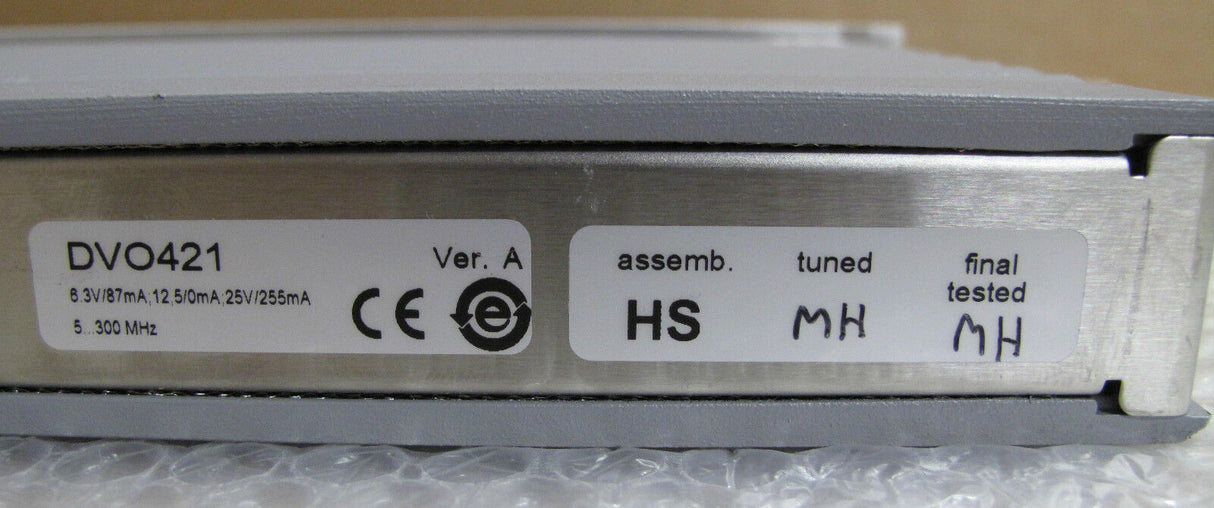 DVO421
Ver. A
6.3V/87mA;12,5/0mA;25V/255mA
5...300 MHz
CE
e
assemb. tuned final tested
HS MH MH